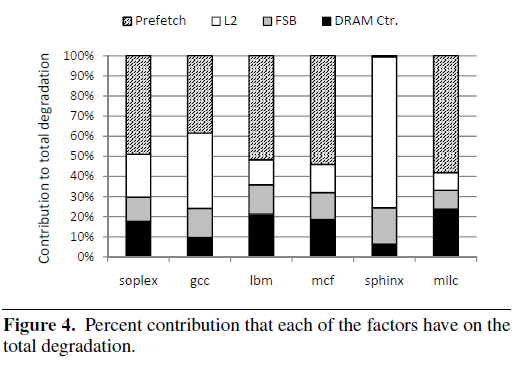 Prefetch L2 FSB DRAM Ctr.
Contribution to total degradation
100%
90%
80%
70%
60%
50%
40%
30%
20%
10%
0%
soplex gcc lbm mcf sphinx milc
Figure 4. Percent contribution that each of the factors have on the
total degradation.